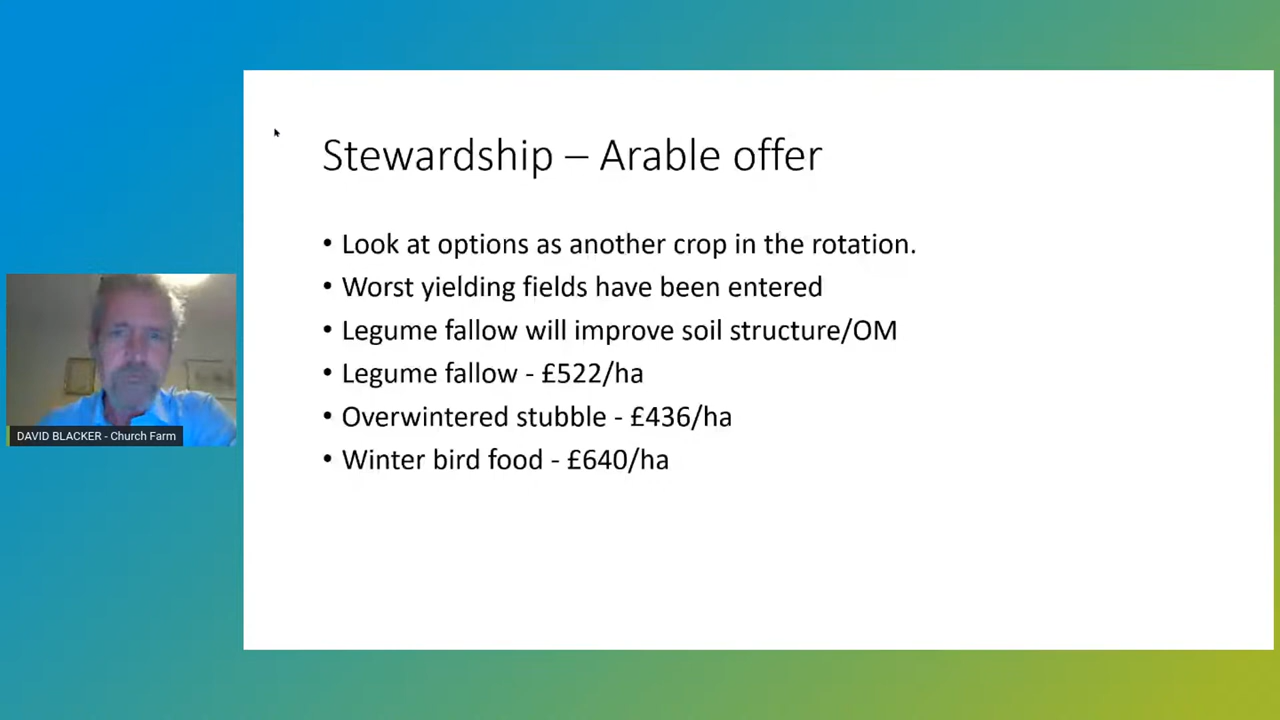 Stewardship – Arable offer
• Look at options as another crop in the rotation.
• Worst yielding fields have been entered
• Legume fallow will improve soil structure/OM
• Legume fallow - £522/ha
• Overwintered stubble - £436/ha
• Winter bird food - £640/ha
DAVID BLACKER - Church Farm